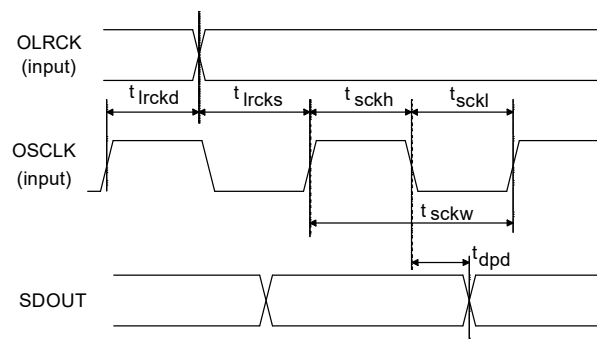 OLRCK
(input)
t lrckd
t lrcks
t sckh
t sckl
OSCLK
(input)
t sckw
t dpd
SDOUT